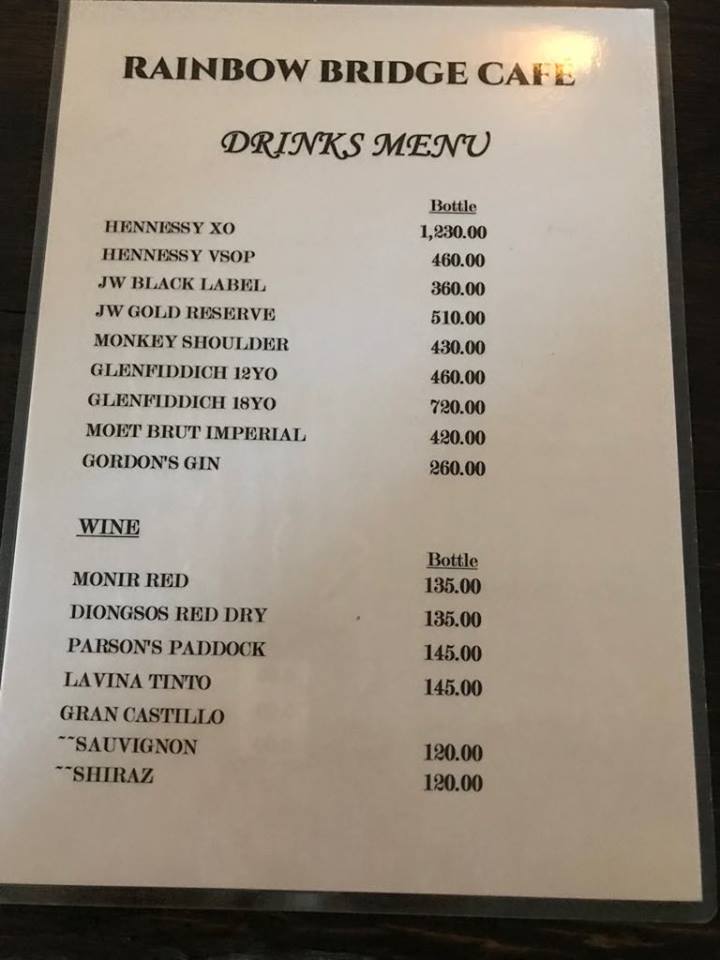 RAINBOW BRIDGE CAFÉ
DRINKS MENU
Bottle
HENNESSY XO 1,230.00
HENNESSY VSOP 460.00
JW BLACK LABEL 360.00
JW GOLD RESERVE 510.00
MONKEY SHOULDER 430.00
GLENFIDDICH 12YO 460.00
GLENFIDDICH 18YO 720.00
MOET BRUT IMPERIAL 420.00
GORDON'S GIN 260.00
WINE
Bottle
MONIR RED 135.00
DIONGSOS RED DRY 135.00
PARSON'S PADDOCK 145.00
LAVINA TINTO 145.00
GRAN CASTILLO
~~SAUVIGNON 120.00
~~SHIRAZ 120.00